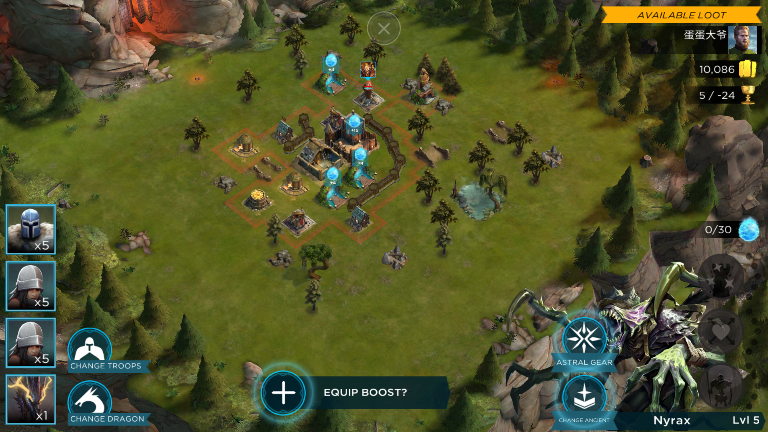 AVAILABLE LOOT
蛋蛋大爷
10,086
5 / -24
0/30
x5
x5
x5
x1
CHANGE TROOPS
CHANGE DRAGON
EQUIP BOOST?
ASTRAL GEAR
CHANGE ANCIENT
Nyrax Lvl 5